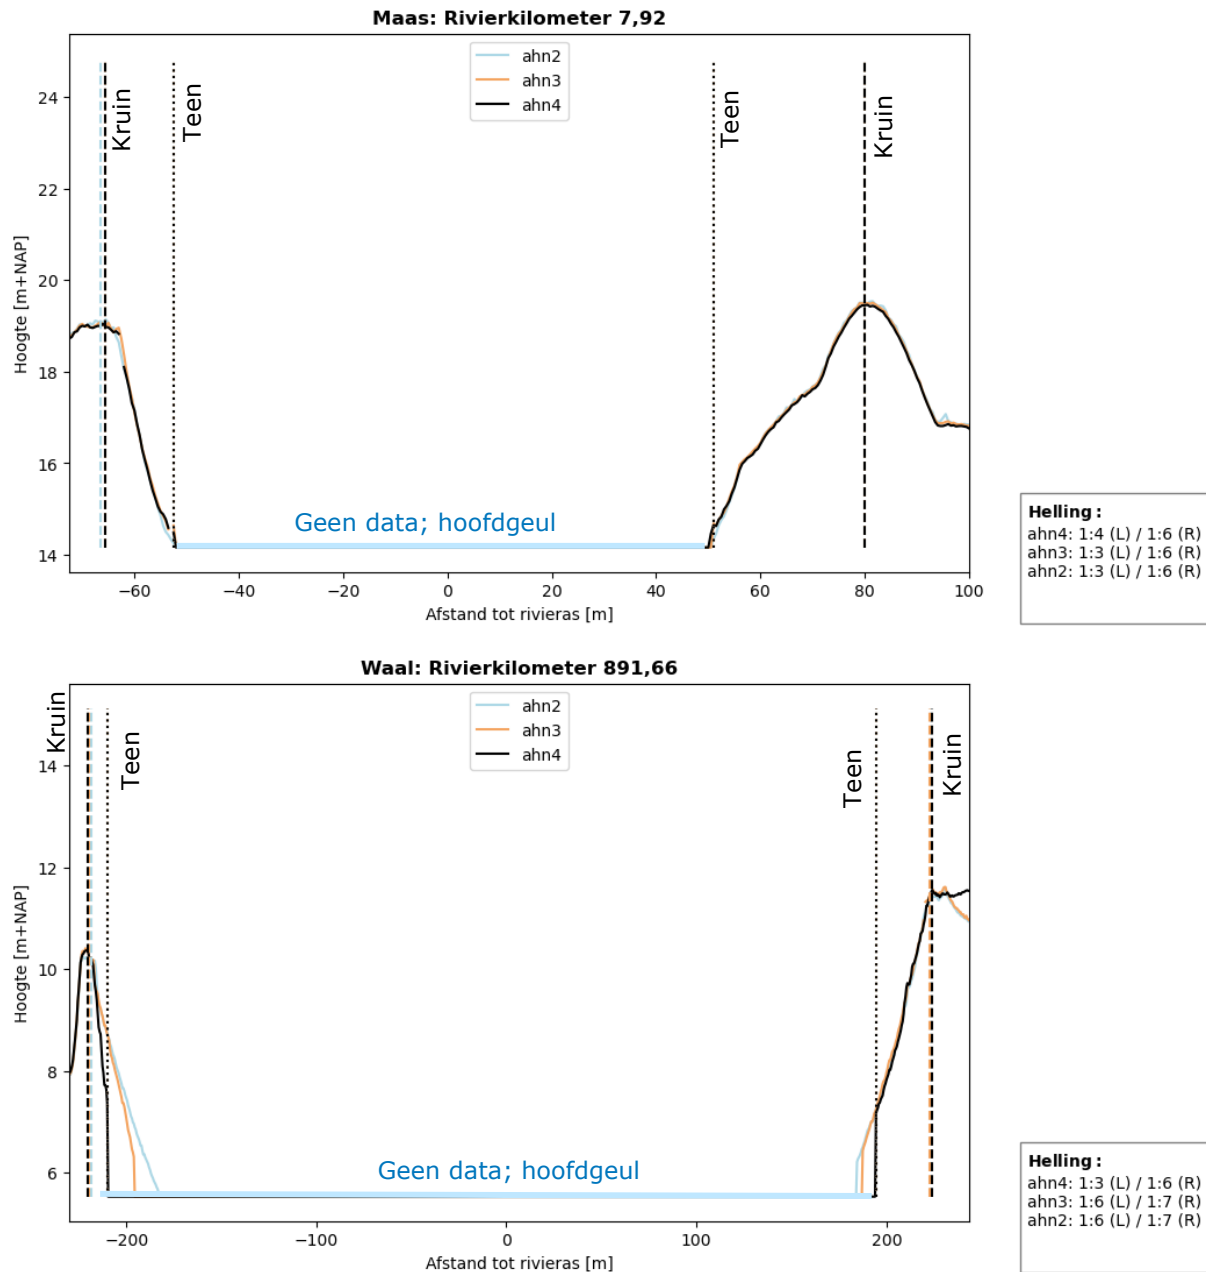 Maas: Rivierkilometer 7,92
ahn2
ahn3
ahn4
Kruin
Teen
Teen
Kruin
24
22
20
18
16
14
Hoogte [m+NAP]
Geen data; hoofdgeul
−60
−40
−20
0
20
40
60
80
100
Afstand tot rivieras [m]
Helling:
ahn4: 1:4 (L) / 1:6 (R)
ahn3: 1:3 (L) / 1:6 (R)
ahn2: 1:3 (L) / 1:6 (R)
Waal: Rivierkilometer 891,66
ahn2
ahn3
ahn4
Kruin
Teen
Teen
Kruin
14
12
10
8
6
Hoogte [m+NAP]
Geen data; hoofdgeul
−200
−100
0
100
200
Afstand tot rivieras [m]
Helling:
ahn4: 1:3 (L) / 1:6 (R)
ahn3: 1:6 (L) / 1:7 (R)
ahn2: 1:6 (L) / 1:7 (R)